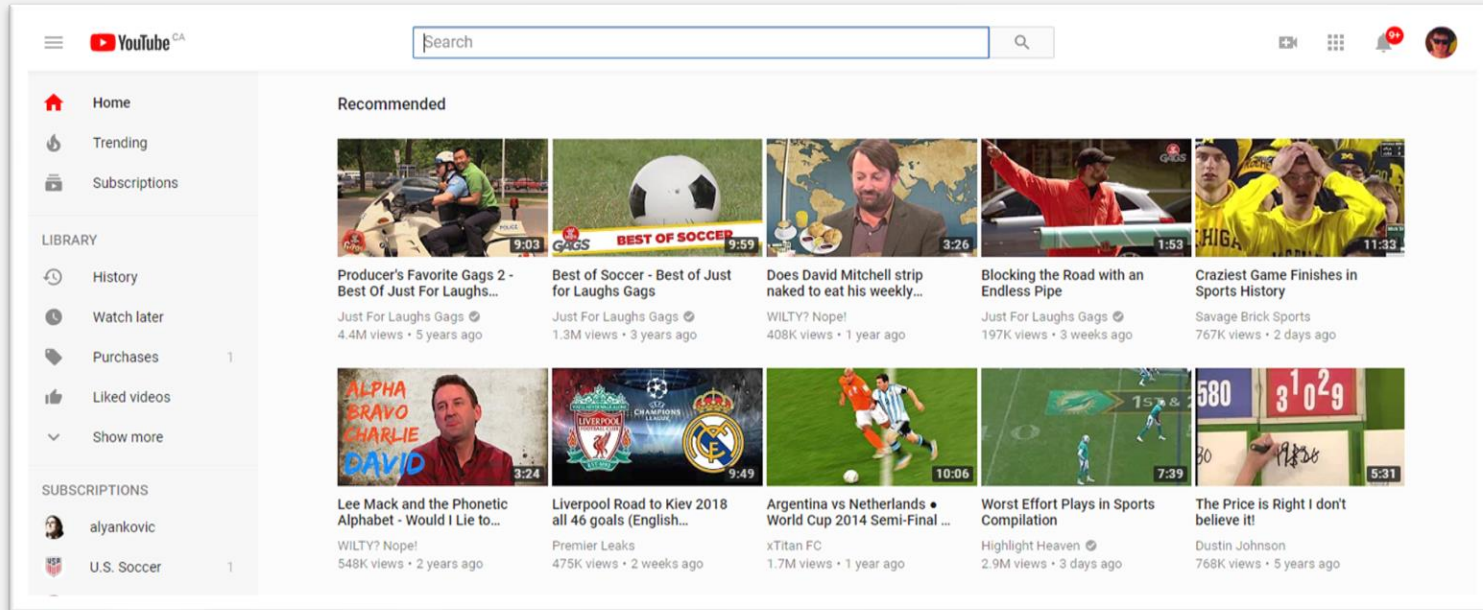 YouTube CA
Search
9+
Home
Trending
Subscriptions
LIBRARY
History
Watch later
Purchases 1
Liked videos
Show more
SUBSCRIPTIONS
alyankovic
U.S. Soccer 1
Recommended
POLICE
GAGS
9:03
GAGS
BEST OF SOCCER
9:59
3:26
GAGS
1:53
M
11:33
Producer's Favorite Gags 2 -
Best Of Just For Laughs...
Just For Laughs Gags
4.4M views • 5 years ago
Best of Soccer - Best of Just
for Laughs Gags
Just For Laughs Gags
1.3M views • 3 years ago
Does David Mitchell strip
naked to eat his weekly...
WILTY? Nope!
408K views • 1 year ago
Blocking the Road with an
Endless Pipe
Just For Laughs Gags
197K views • 3 weeks ago
Craziest Game Finishes in
Sports History
Savage Brick Sports
767K views • 2 days ago
ALPHA
BRAVO
CHARLIE
DAVID
3:24
LIVERPOOL
CHAMPIONS
LEAGUE
9:49
10:06
1ST &
7:39
580
31029
5:31
Lee Mack and the Phonetic
Alphabet - Would I Lie to...
WILTY? Nope!
548K views • 2 years ago
Liverpool Road to Kiev 2018
all 46 goals (English...
Premier Leaks
475K views • 2 weeks ago
Argentina vs Netherlands ●
World Cup 2014 Semi-Final ...
xTitan FC
1.7M views • 1 year ago
Worst Effort Plays in Sports
Compilation
Highlight Heaven
2.9M views • 3 days ago
The Price is Right I don't
believe it!
Dustin Johnson
768K views • 5 years ago